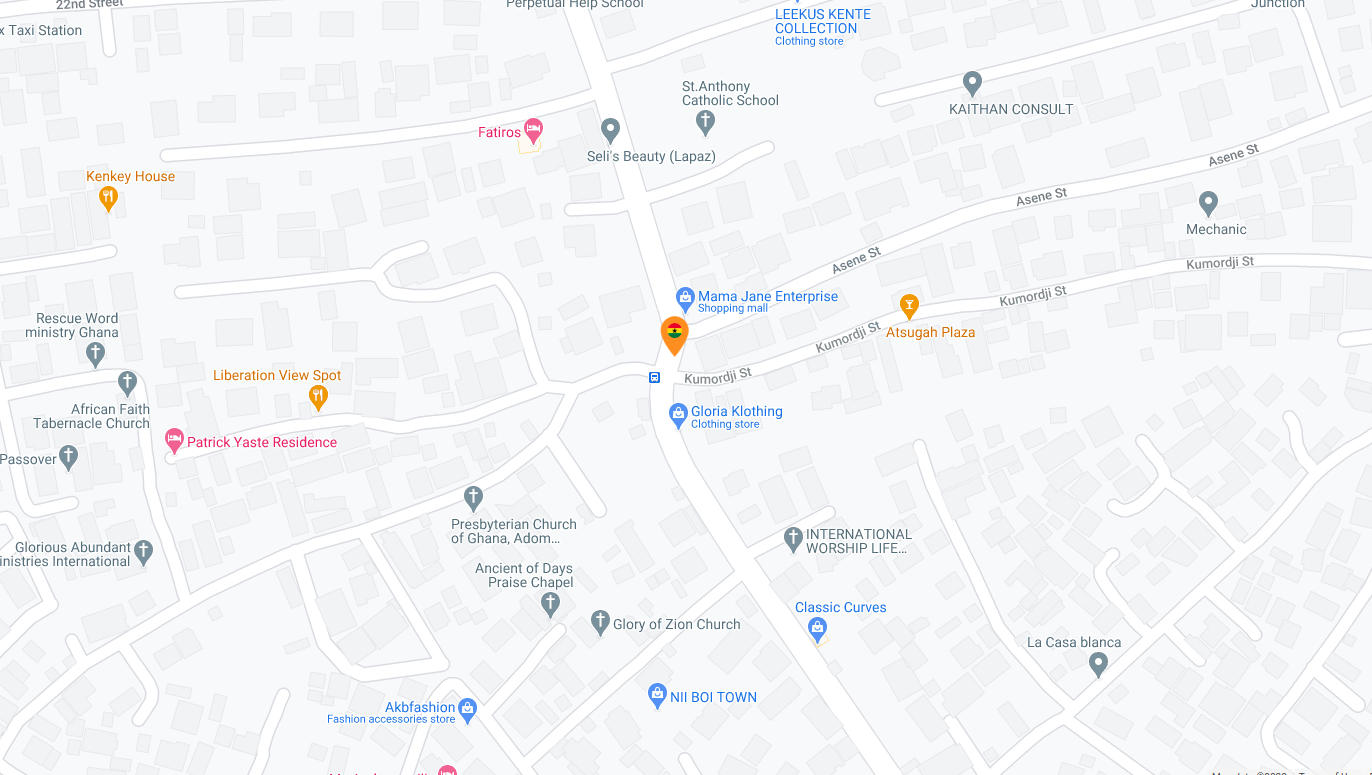 22nd Street
Perpetual Help School
LEEKUS KENTE
COLLECTION
Clothing store
Junction
x Taxi Station
St.Anthony
Catholic School
KAITHAN CONSULT
Fatiros
Seli's Beauty (Lapaz)
Asene St
Kenkey House
Asene St
Mechanic
Asene St
Kumordji St
Mama Jane Enterprise
Shopping mall
Kumordji St
Rescue Word
ministry Ghana
Kumordji St
Atsugah Plaza
Liberation View Spot
Kumordji St
African Faith
Tabernacle Church
Gloria Klothing
Clothing store
Patrick Yaste Residence
Passover
Presbyterian Church
of Ghana, Adom...
INTERNATIONAL
WORSHIP LIFE...
Glorious Abundant
nistries International
Ancient of Days
Praise Chapel
Classic Curves
Glory of Zion Church
La Casa blanca
NII BOI TOWN
Akbfashion
Fashion accessories store